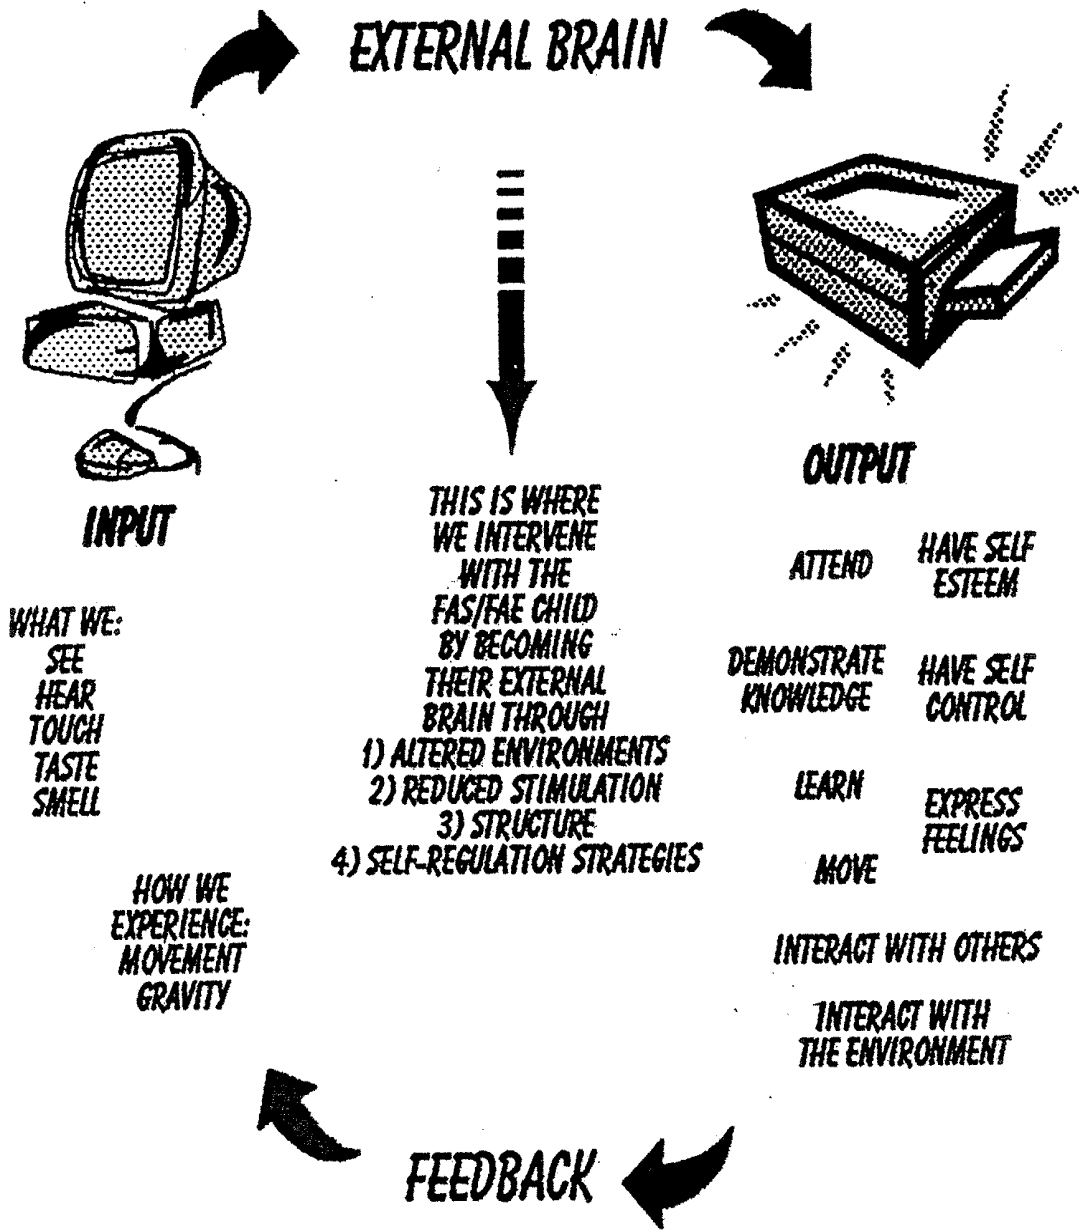 EXTERNAL BRAIN
INPUT
WHAT WE:
SEE
HEAR
TOUCH
TASTE
SMELL
HOW WE
EXPERIENCE:
MOVEMENT
GRAVITY
THIS IS WHERE
WE INTERVENE
WITH THE
FAS/FAE CHILD
BY BECOMING
THEIR EXTERNAL
BRAIN THROUGH
1) ALTERED ENVIRONMENTS
2) REDUCED STIMULATION
3) STRUCTURE
4) SELF-REGULATION STRATEGIES
OUTPUT
ATTEND
HAVE SELF
ESTEEM
DEMONSTRATE
KNOWLEDGE
HAVE SELF
CONTROL
LEARN
EXPRESS
FEELINGS
MOVE
INTERACT WITH OTHERS
INTERACT WITH
THE ENVIRONMENT
FEEDBACK